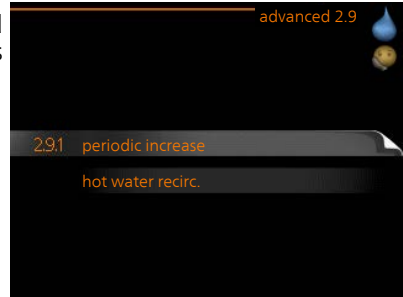 advanced 2.9
2.9.1 periodic increase
hot water recirc.